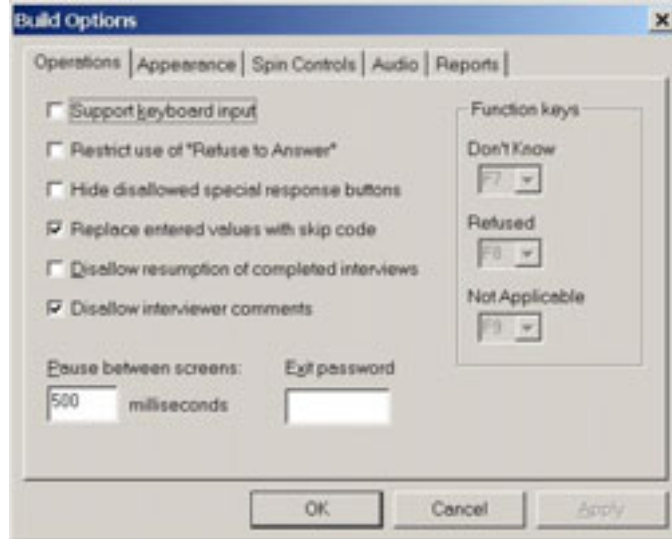 Build Options
Operations Appearance Spin Controls Audio Reports
Support keyboard input
Restrict use of "Refuse to Answer"
Hide disallowed special response buttons
Replace entered values with skip code
Disallow resumption of completed interviews
Disallow interviewer comments
Pause between screens:
500 milliseconds
Exit password
Function keys
Don't Know
F7
Refused
F8
Not Applicable
F9
OK Cancel Apply